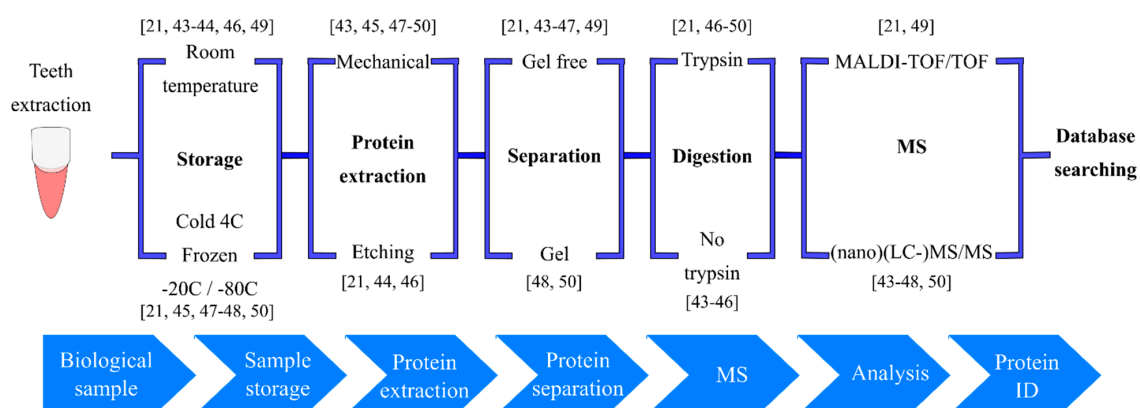 Teeth
extraction
[21, 43-44, 46, 49]
Room
temperature
Storage
Cold 4C
Frozen
-20C / -80C
[21, 45, 47-48, 50]
[43, 45, 47-50]
Mechanical
Protein
extraction
Etching
[21, 44, 46]
[21, 43-47, 49]
Gel free
Separation
Gel
[48, 50]
[21, 46-50]
Trypsin
Digestion
No
trypsin
[43-46]
[21, 49]
MALDI-TOF/TOF
MS
(nano)(LC-)MS/MS
[43-48, 50]
Database
searching
Biological
sample
Sample
storage
Protein
extraction
Protein
separation
MS
Analysis
Protein
ID